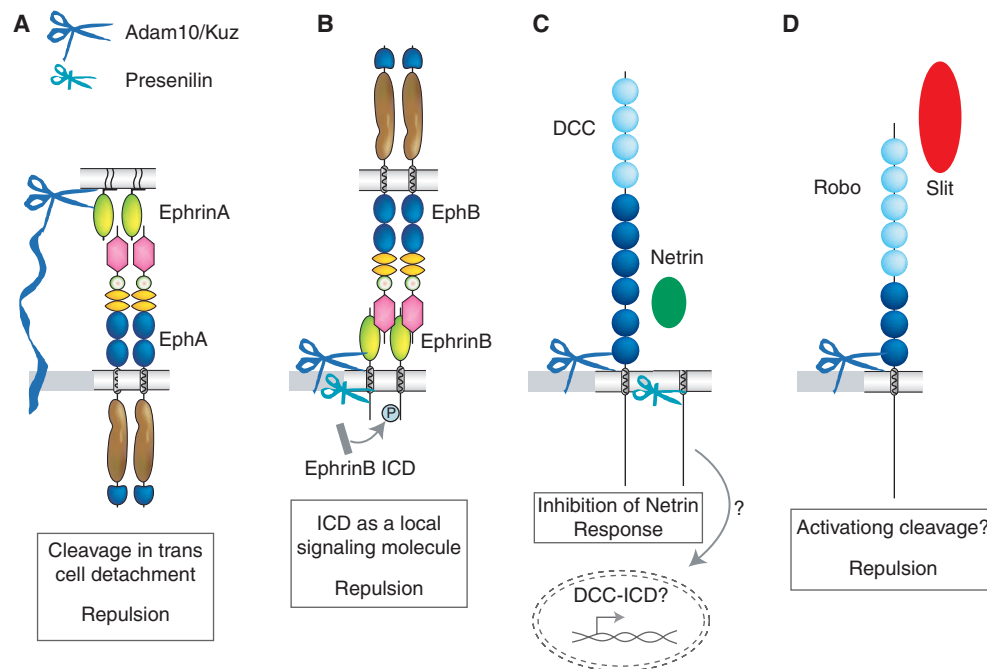 A
Adam10/Kuz
Presenilin
EphrinA
EphA
Cleavage in trans
cell detachment
Repulsion
B
EphB
EphrinB
P
EphrinB ICD
ICD as a local
signaling molecule
Repulsion
C
DCC
Netrin
Inhibition of Netrin
Response
?
DCC-ICD?
D
Robo
Slit
Activationg cleavage?
Repulsion